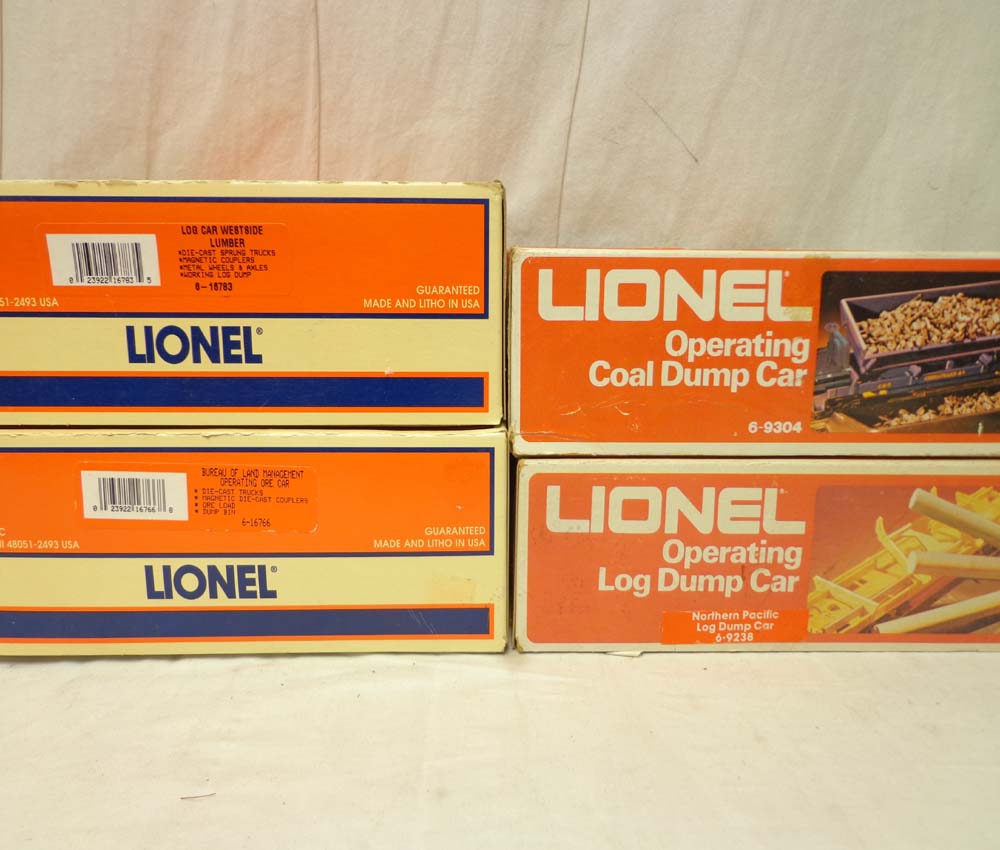 LOG CAR WESTSIDE
LUMBER
*DIE-CAST SPRUNG TRUCKS
*MAGNETIC COUPLERS
*METAL WHEELS & AXLES
*WORKING LOG DUMP
6-16783
0 23922 16783 5
51-2493 USA
GUARANTEED
MADE AND LITHO IN USA
LIONEL®
BUREAU OF LAND MANAGEMENT
OPERATING ORE CAR
* DIE-CAST TRUCKS
* MAGNETIC DIE-CAST COUPLERS
* ORE LOAD
* DUMP BIN
6-16766
0 23922 16766 8
C
MI 48051-2493 USA
GUARANTEED
MADE AND LITHO IN USA
LIONEL®
LIONEL
Operating
Coal Dump Car
6-9304
LIONEL
Operating
Log Dump Car
Northern Pacific
Log Dump Car
6-9238